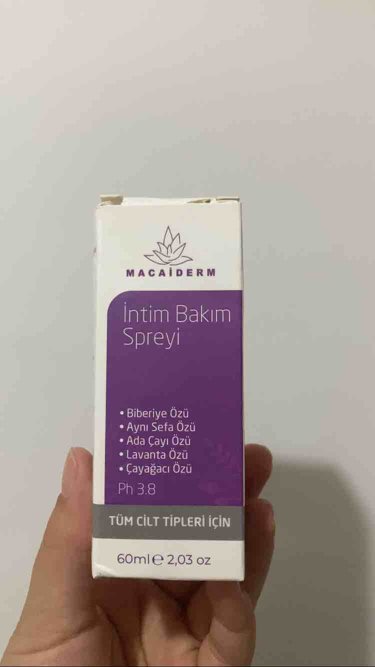 MACAİDERM
İntim Bakım
Spreyi
• Biberiye Özü
• Aynı Sefa Özü
• Ada Çayı Özü
• Lavanta Özü
• Çayağacı Özü
Ph 3.8
TÜM CİLT TİPLERİ İÇİN
60ml ℮ 2,03 oz